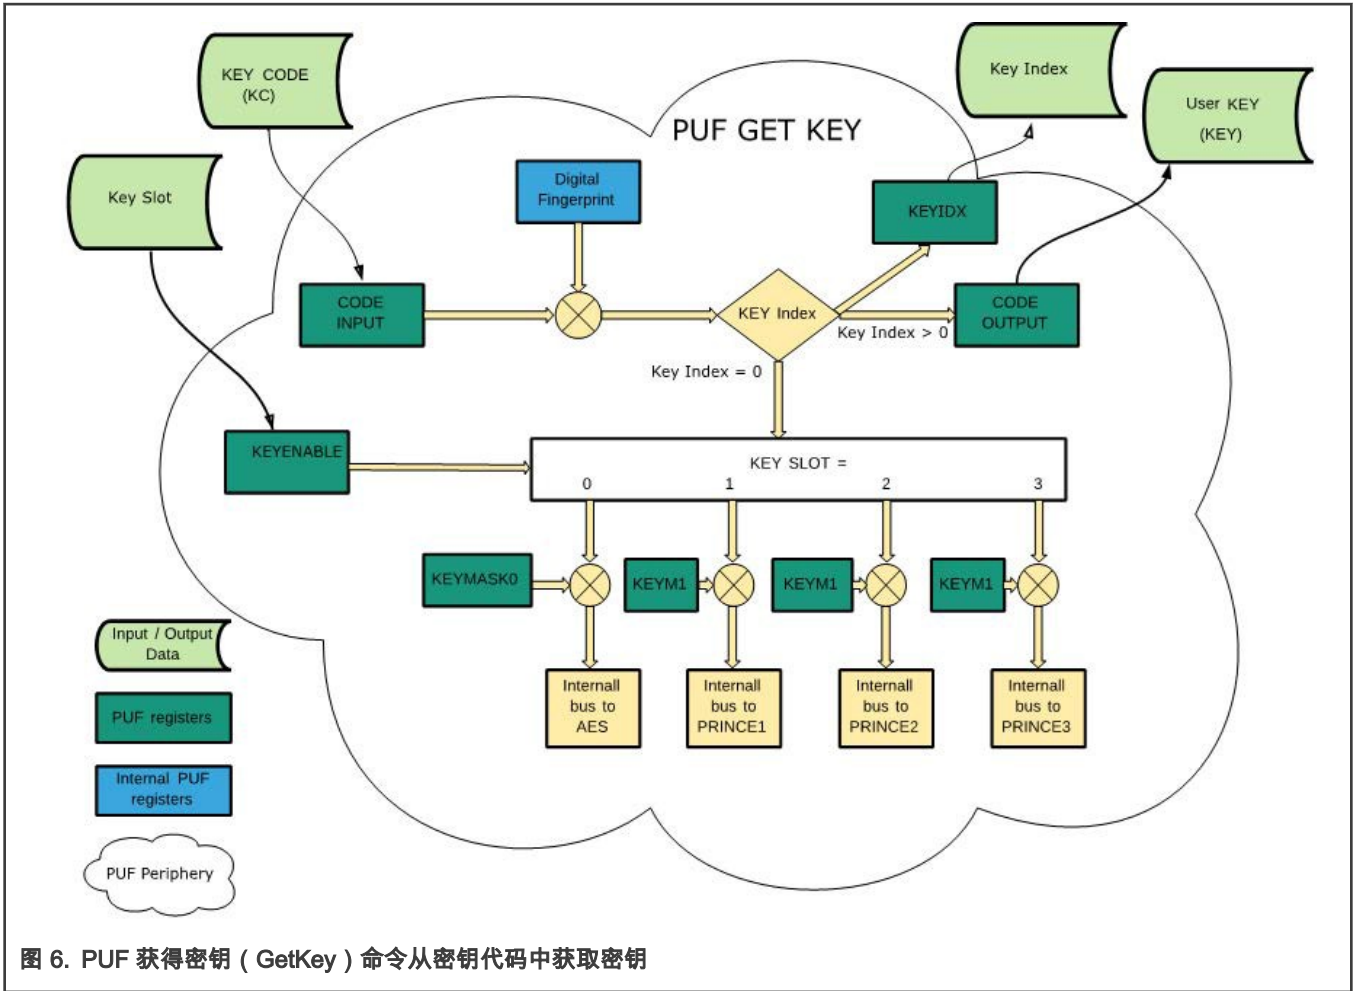 KEY CODE
(KC)
Key Index
User KEY
(KEY)
PUF GET KEY
Key Slot
Digital
Fingerprint
KEYIDX
CODE
INPUT
KEY Index
CODE
OUTPUT
Key Index > 0
Key Index = 0
KEYENABLE
KEY SLOT =
0 1 2 3
KEYMASK0
KEYM1
KEYM1
KEYM1
Internall
bus to
AES
Internall
bus to
PRINCE1
Internall
bus to
PRINCE2
Internall
bus to
PRINCE3
Input / Output
Data
PUF registers
Internal PUF
registers
PUF Periphery
图 6. PUF 获得密钥（GetKey）命令从密钥代码中获取密钥